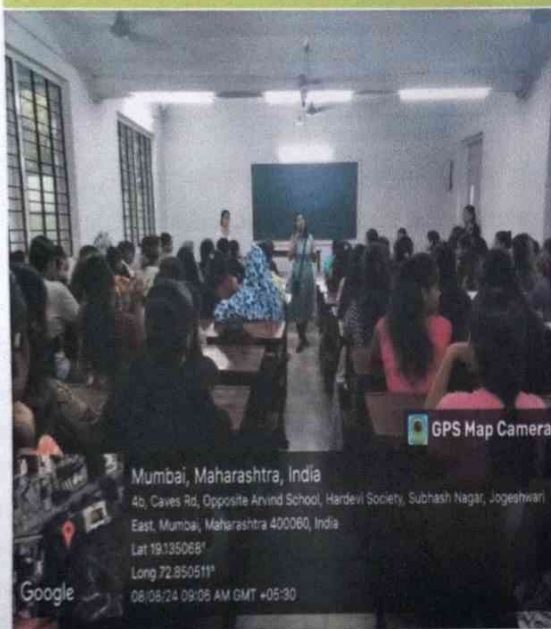 GPS Map Camera
Mumbai, Maharashtra, India
4b, Caves Rd, Opposite Arvind School, Hardevi Society, Subhash Nagar, Jogeshwari
East, Mumbai, Maharashtra 400060, India
Lat 19.135068°
Long 72.850511°
08/08/24 09:06 AM GMT +05:30
Google